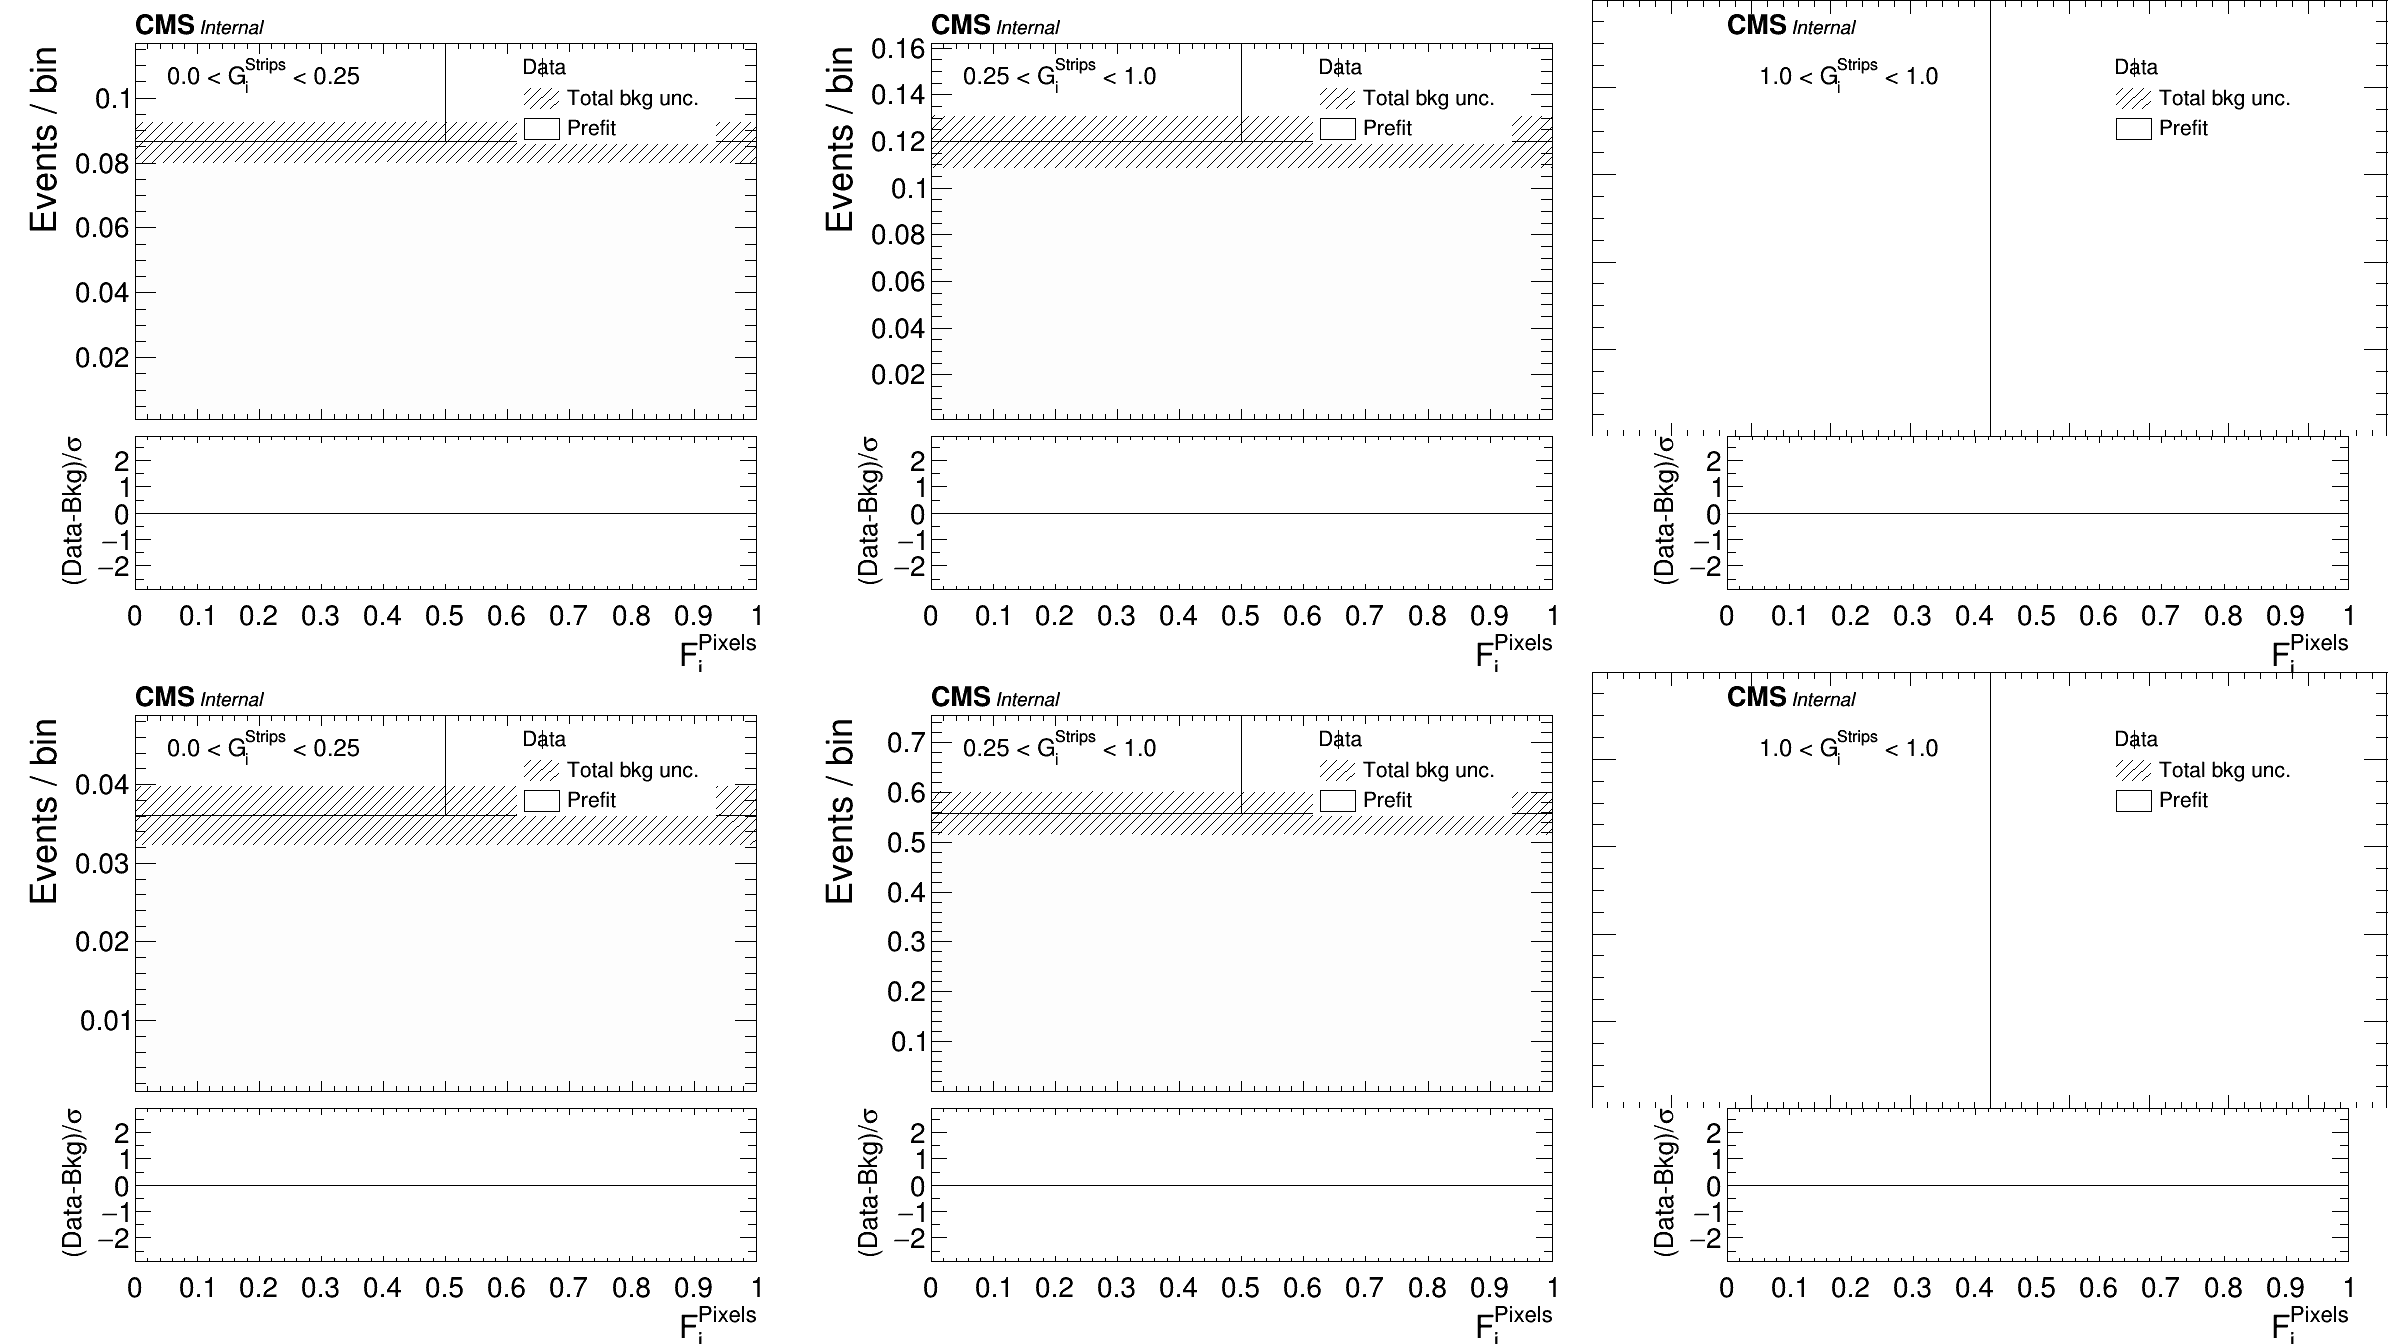 CMS Internal
0.0 < G_i^Strips < 0.25
Data
Total bkg unc.
Prefit
Events / bin
0.1
0.08
0.06
0.04
0.02
(Data-Bkg)/σ
2
1
0
−1
−2
0 0.1 0.2 0.3 0.4 0.5 0.6 0.7 0.8 0.9 1
F_i^Pixels
CMS Internal
0.25 < G_i^Strips < 1.0
Data
Total bkg unc.
Prefit
Events / bin
0.16
0.14
0.12
0.1
0.08
0.06
0.04
0.02
(Data-Bkg)/σ
2
1
0
−1
−2
0 0.1 0.2 0.3 0.4 0.5 0.6 0.7 0.8 0.9 1
F_i^Pixels
CMS Internal
1.0 < G_i^Strips < 1.0
Data
Total bkg unc.
Prefit
(Data-Bkg)/σ
2
1
0
−1
−2
0 0.1 0.2 0.3 0.4 0.5 0.6 0.7 0.8 0.9 1
F_i^Pixels
CMS Internal
0.0 < G_i^Strips < 0.25
Data
Total bkg unc.
Prefit
Events / bin
0.04
0.03
0.02
0.01
(Data-Bkg)/σ
2
1
0
−1
−2
0 0.1 0.2 0.3 0.4 0.5 0.6 0.7 0.8 0.9 1
F_i^Pixels
CMS Internal
0.25 < G_i^Strips < 1.0
Data
Total bkg unc.
Prefit
Events / bin
0.7
0.6
0.5
0.4
0.3
0.2
0.1
(Data-Bkg)/σ
2
1
0
−1
−2
0 0.1 0.2 0.3 0.4 0.5 0.6 0.7 0.8 0.9 1
F_i^Pixels
CMS Internal
1.0 < G_i^Strips < 1.0
Data
Total bkg unc.
Prefit
(Data-Bkg)/σ
2
1
0
−1
−2
0 0.1 0.2 0.3 0.4 0.5 0.6 0.7 0.8 0.9 1
F_i^Pixels